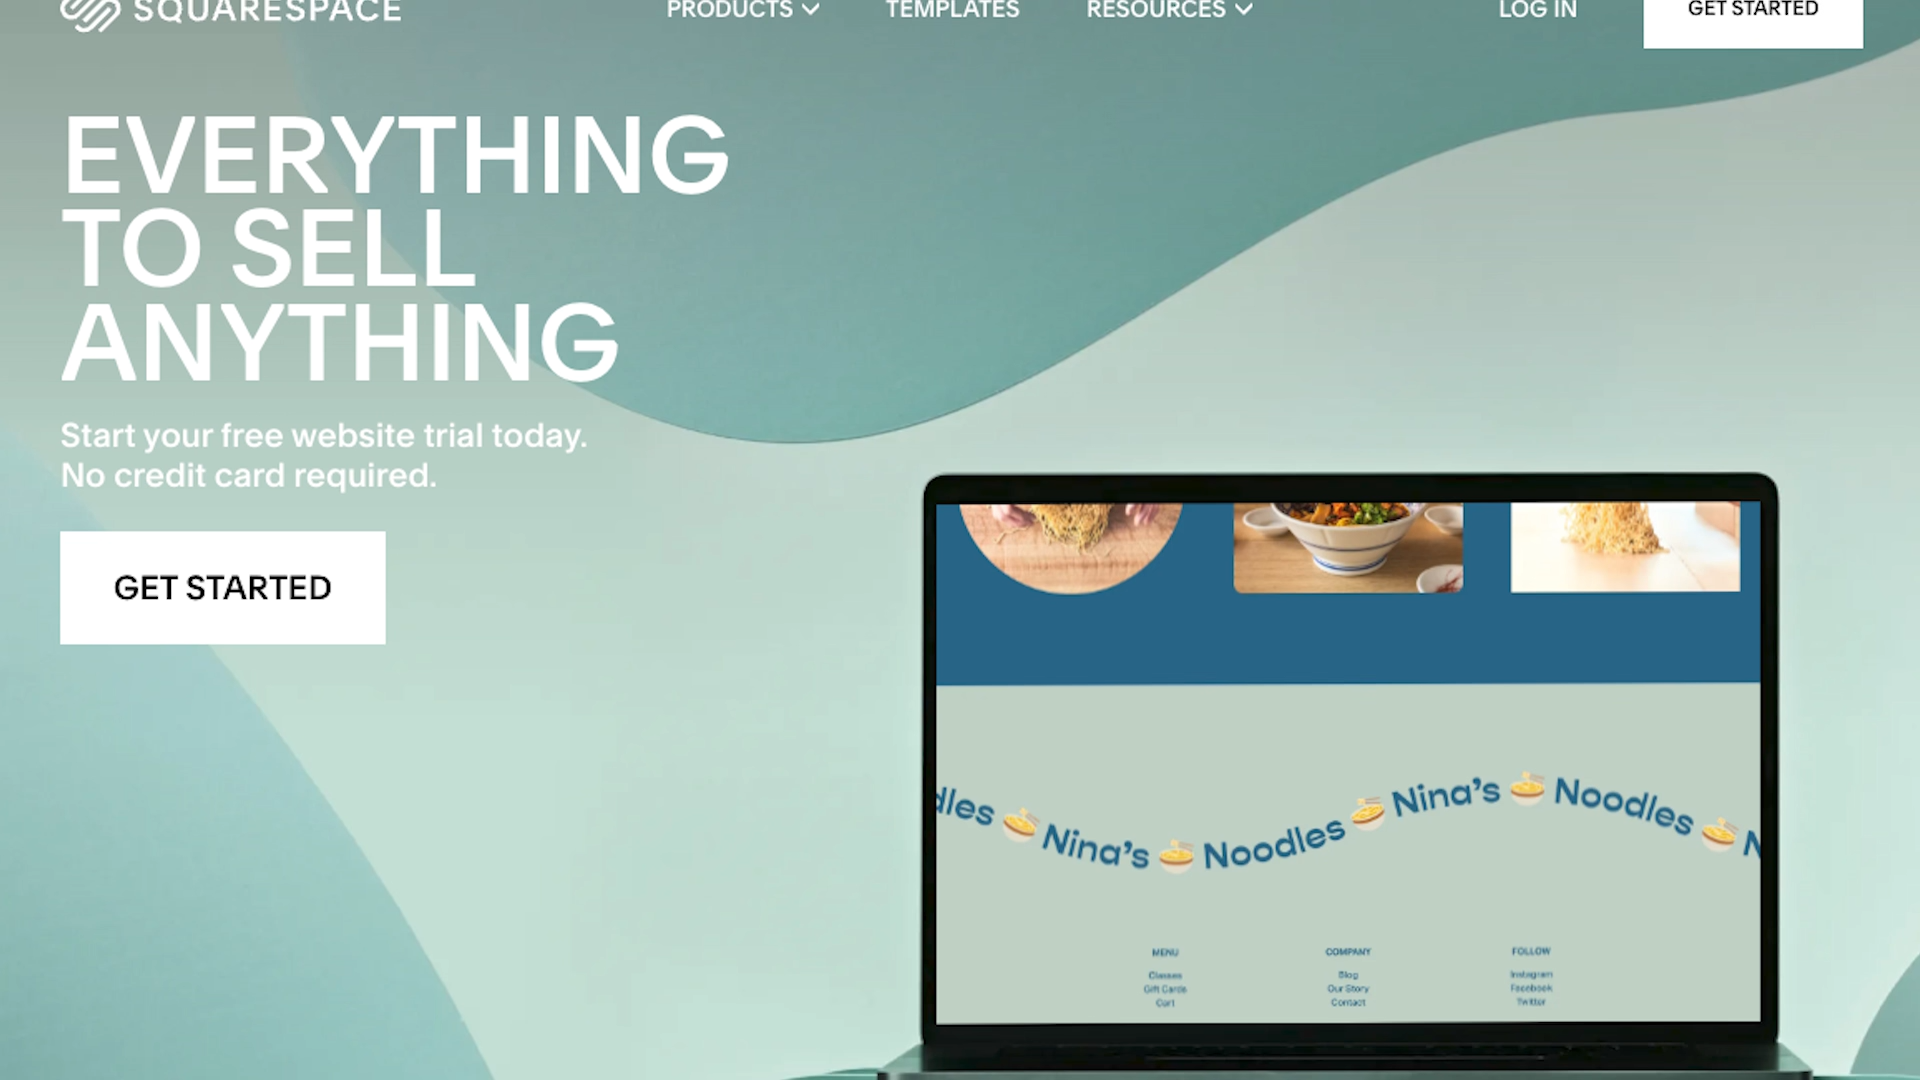 SQUARESPACE
PRODUCTS
TEMPLATES
RESOURCES
LOG IN
GET STARTED
EVERYTHING
TO SELL
ANYTHING
Start your free website trial today.
No credit card required.
GET STARTED
dles Nina's Noodles Nina's Noodles N
MENU
Classes
Gift Cards
Cart
COMPANY
Blog
Our Story
Contact
FOLLOW
Instagram
Facebook
Twitter